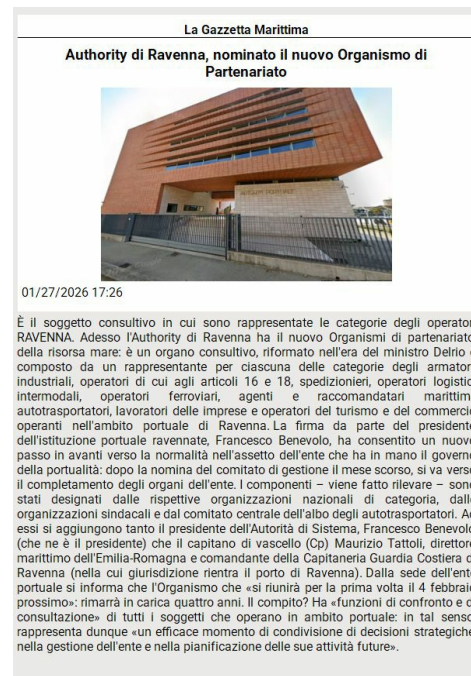 La Gazzetta Marittima
Authority di Ravenna, nominato il nuovo Organismo di
Partenariato
01/27/2026 17:26
È il soggetto consultivo in cui sono rappresentate le categorie degli operator
RAVENNA. Adesso l'Authority di Ravenna ha il nuovo Organismi di partenariato
della risorsa mare: è un organo consultivo, riformato nell'era del ministro Delrio
composto da un rappresentante per ciascuna delle categorie degli armator
industriali, operatori di cui agli articoli 16 e 18, spedizionieri, operatori logistic
intermodali, operatori ferroviari, agenti e raccomandatari marittim
autotrasportatori, lavoratori delle imprese e operatori del turismo e del commerci
operanti nell'ambito portuale di Ravenna. La firma da parte del presidente
dell'istituzione portuale ravennate, Francesco Benevolo, ha consentito un nuov
passo in avanti verso la normalità nell'assetto dell'ente che ha in mano il govern
della portualità: dopo la nomina del comitato di gestione il mese scorso, si va vers
il completamento degli organi dell'ente. I componenti – viene fatto rilevare – son
stati designati dalle rispettive organizzazioni nazionali di categoria, dall
organizzazioni sindacali e dal comitato centrale dell'albo degli autotrasportatori. A
essi si aggiungono tanto il presidente dell'Autorità di Sistema, Francesco Benevol
(che ne è il presidente) che il capitano di vascello (Cp) Maurizio Tattoli, direttor
marittimo dell'Emilia-Romagna e comandante della Capitaneria Guardia Costiera d
Ravenna (nella cui giurisdizione rientra il porto di Ravenna). Dalla sede dell'ent
portuale si informa che l'Organismo che «si riunirà per la prima volta il 4 febbrai
prossimo»: rimarrà in carica quattro anni. Il compito? Ha «funzioni di confronto e d
consultazione» di tutti i soggetti che operano in ambito portuale: in tal sens
rappresenta dunque «un efficace momento di condivisione di decisioni strategich
nella gestione dell'ente e nella pianificazione delle sue attività future».